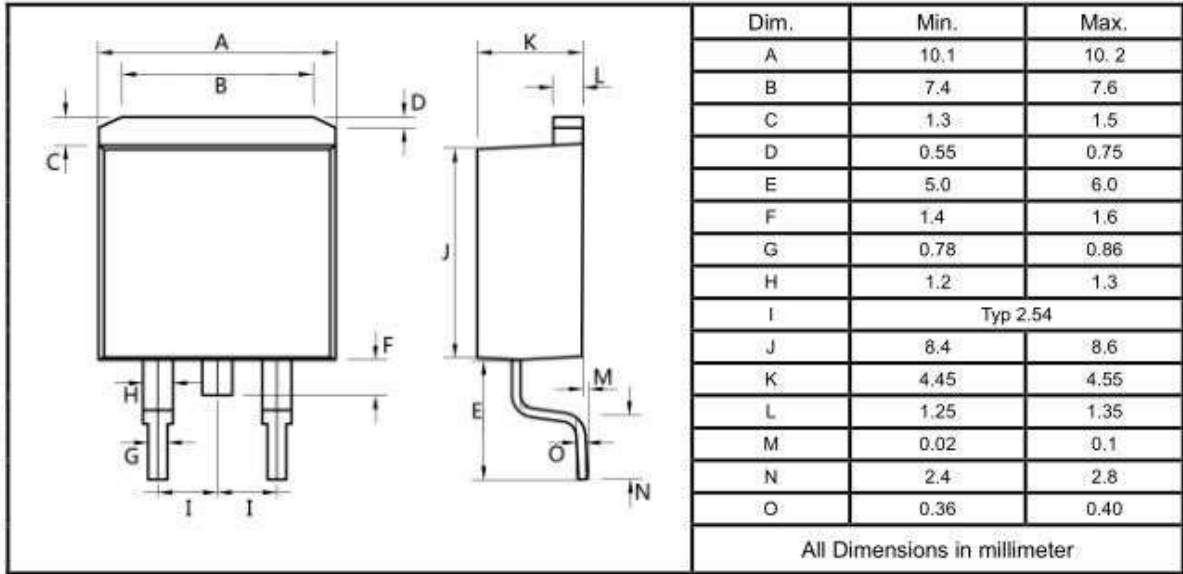 A
B
C
D
F
H
G
I I
K
L
J
E
M
O
N
Dim. Min. Max.
A 10.1 10. 2
B 7.4 7.6
C 1.3 1.5
D 0.55 0.75
E 5.0 6.0
F 1.4 1.6
G 0.78 0.86
H 1.2 1.3
I Typ 2.54
J 8.4 8.6
K 4.45 4.55
L 1.25 1.35
M 0.02 0.1
N 2.4 2.8
O 0.36 0.40
All Dimensions in millimeter